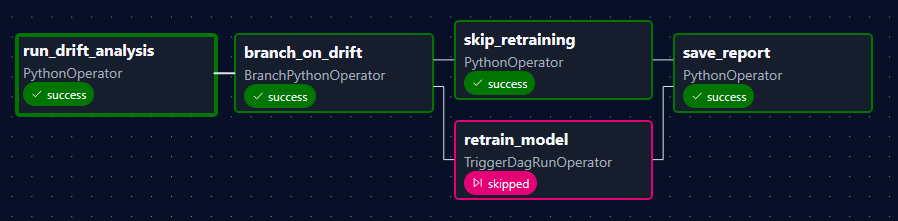 run_drift_analysis
PythonOperator
success
branch_on_drift
BranchPythonOperator
success
skip_retraining
PythonOperator
success
retrain_model
TriggerDagRunOperator
skipped
save_report
PythonOperator
success